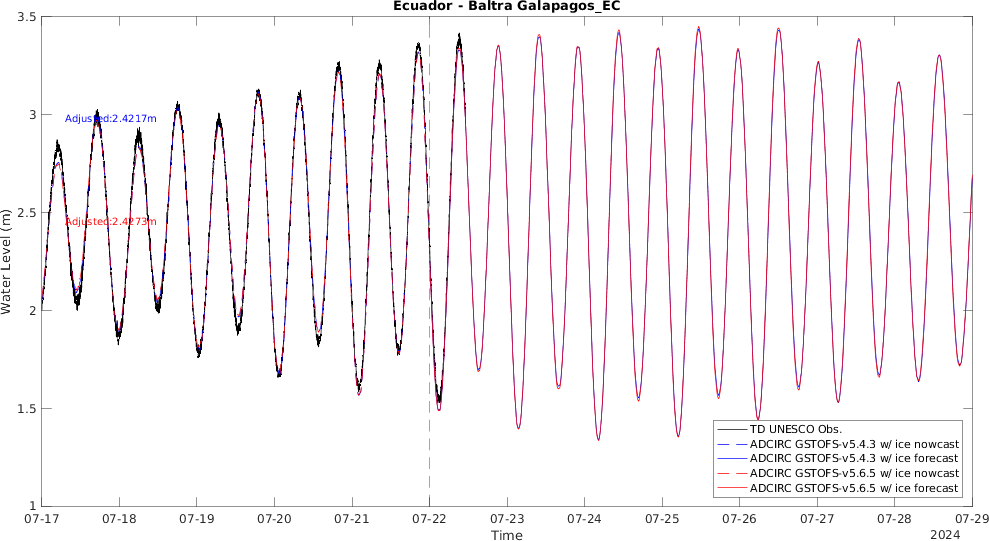 Ecuador - Baltra Galapagos_EC
3.5
3
2.5
2
1.5
1
Water Level (m)
Adjusted:2.4217m
Adjusted:2.4273m
TD UNESCO Obs.
ADCIRC GSTOFS-v5.4.3 w/ ice nowcast
ADCIRC GSTOFS-v5.4.3 w/ ice forecast
ADCIRC GSTOFS-v5.6.5 w/ ice nowcast
ADCIRC GSTOFS-v5.6.5 w/ ice forecast
07-17 07-18 07-19 07-20 07-21 07-22 07-23 07-24 07-25 07-26 07-27 07-28 07-29
Time
2024